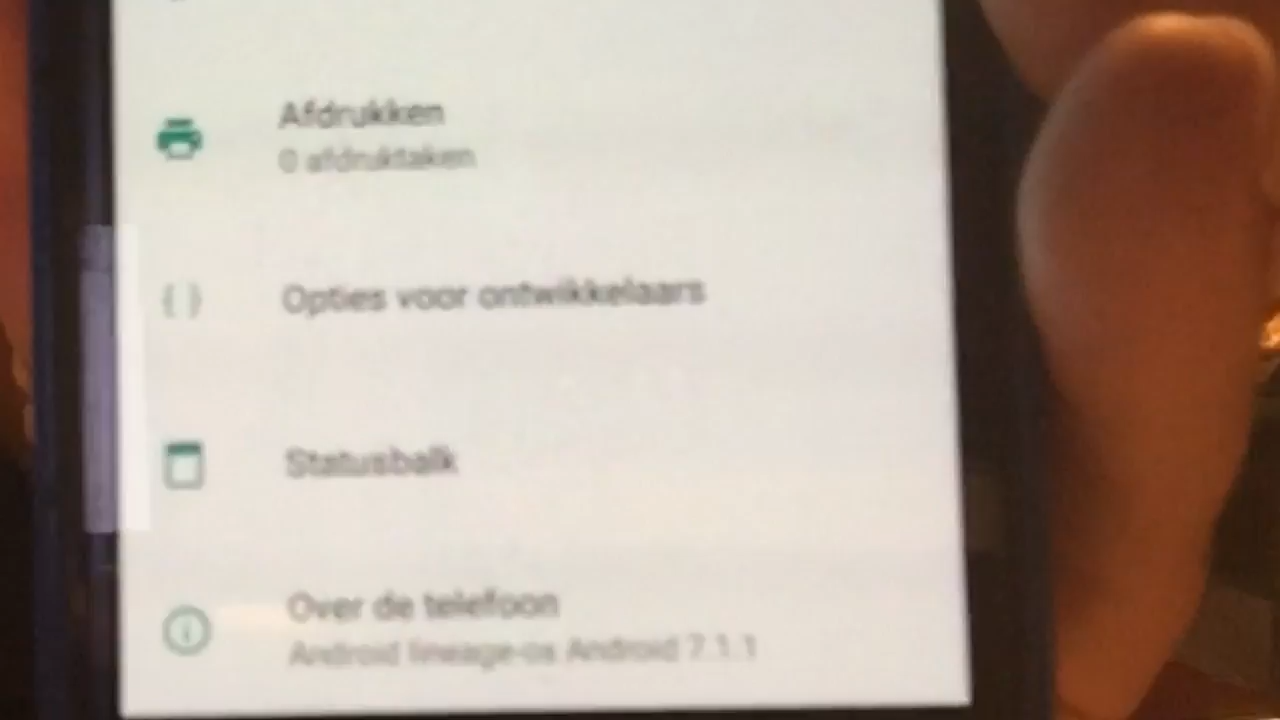 Afdrukken
0 afdruktaken
Opties voor ontwikkelaars
Statusbalk
Over de telefoon
Android lineage-os Android 7.1.1